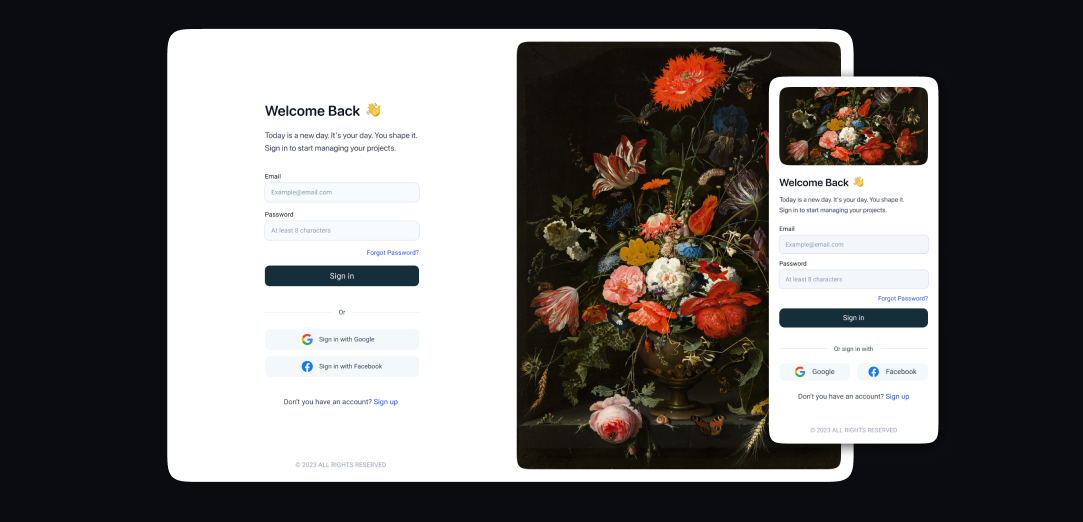 Welcome Back 👋
Today is a new day. It's your day. You shape it.
Sign in to start managing your projects.
Email
Example@email.com
Password
At least 8 characters
Forgot Password?
Sign in
Or
Sign in with Google
Sign in with Facebook
Don't you have an account? Sign up
© 2023 ALL RIGHTS RESERVED
Welcome Back 👋
Today is a new day. It's your day. You shape it.
Sign in to start managing your projects.
Email
Example@email.com
Password
At least 8 characters
Forgot Password?
Sign in
Or sign in with
Google
Facebook
Don't you have an account? Sign up
© 2023 ALL RIGHTS RESERVED